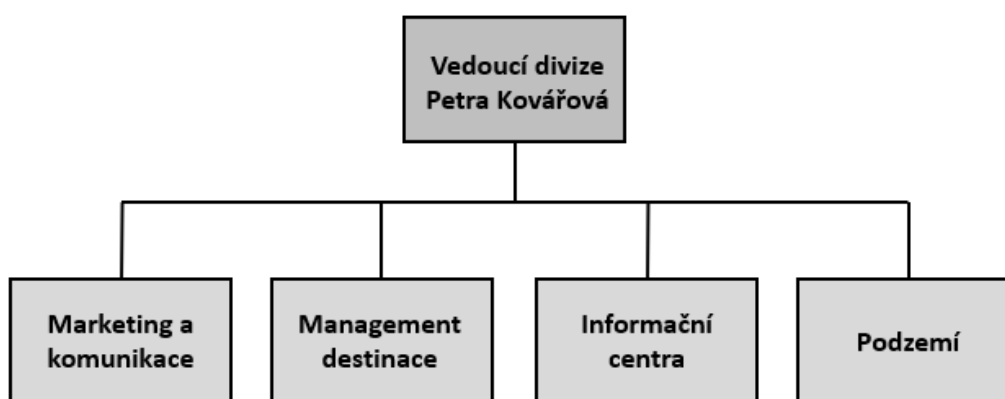 Vedoucí divize
Petra Kovářová
Marketing a
komunikace
Management
destinace
Informační
centra
Podzemí